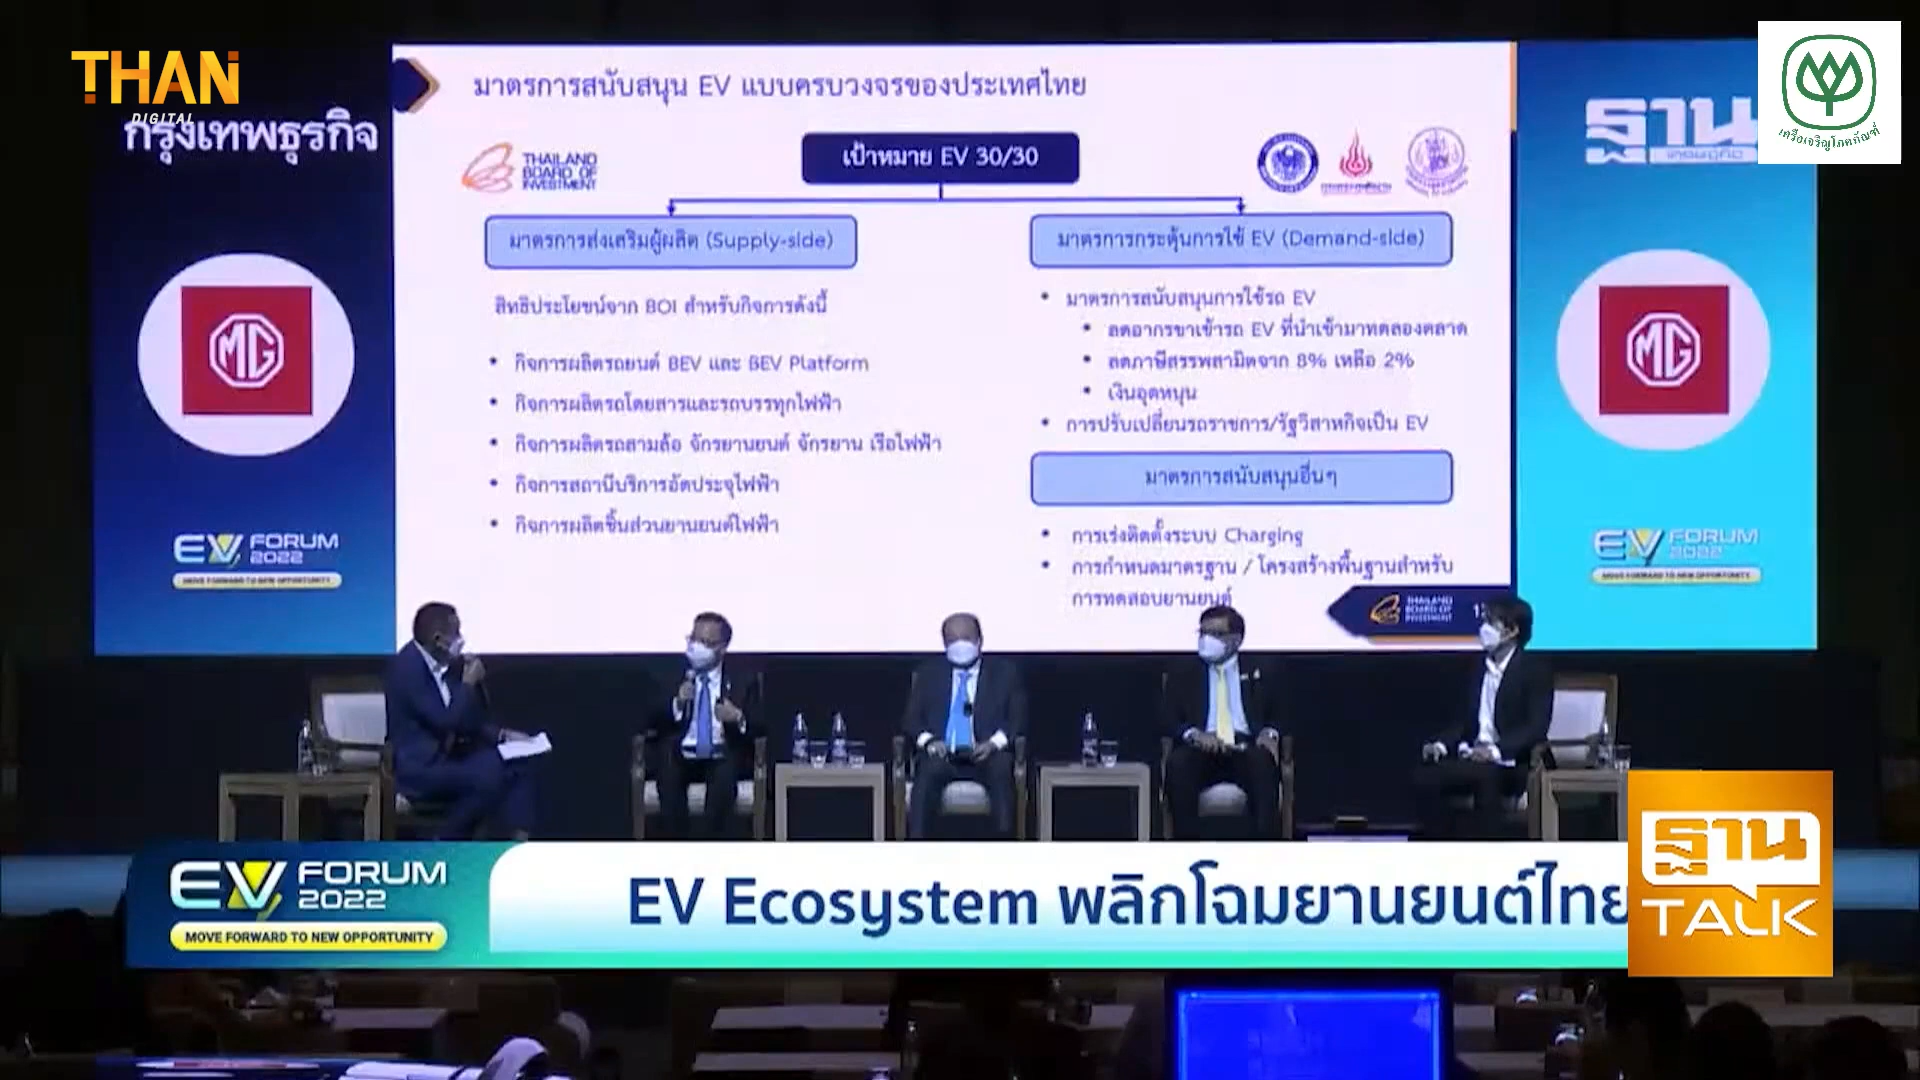 THAN
DIGITAL
กรุงเทพธุรกิจ
มาตรการสนับสนุน EV แบบครบวงจรของประเทศไทย
THAILAND
BOARD OF
INVESTMENT
เป้าหมาย EV 30/30
ฐาน
เครือเจริญโภคภัณฑ์
มาตรการส่งเสริมผู้ผลิต (Supply-side)
สิทธิประโยชน์จาก BOI สำหรับกิจการดังนี้
• กิจการผลิตรถยนต์ BEV และ BEV Platform
• กิจการผลิตรถโดยสารและรถบรรทุกไฟฟ้า
• กิจการผลิตรถสามล้อ จักรยานยนต์ จักรยาน เรือไฟฟ้า
• กิจการสถานีบริการอัดประจุไฟฟ้า
• กิจการผลิตชิ้นส่วนยานยนต์ไฟฟ้า
มาตรการกระตุ้นการใช้ EV (Demand-side)
• มาตรการสนับสนุนการใช้รถ EV
• ลดอากรขาเข้ารถ EV ที่นำเข้ามาทดลองตลาด
• ลดภาษีสรรพสามิตจาก 8% เหลือ 2%
• เงินอุดหนุน
• การปรับเปลี่ยนรถราชการ/รัฐวิสาหกิจเป็น EV
มาตรการสนับสนุนอื่นๆ
• การเร่งติดตั้งระบบ Charging
• การกำหนดมาตรฐาน / โครงสร้างพื้นฐานสำหรับ
การทดสอบยานยนต์
THAILAND
BOARD OF
INVESTMENT
MG
EV FORUM
2022
MOVE FORWARD TO NEW OPPORTUNITY
MG
EV FORUM
2022
MOVE FORWARD TO NEW OPPORTUNITY
EV FORUM
2022
MOVE FORWARD TO NEW OPPORTUNITY
EV Ecosystem พลิกโฉมยานยนต์ไทย
ฐาน
TALK